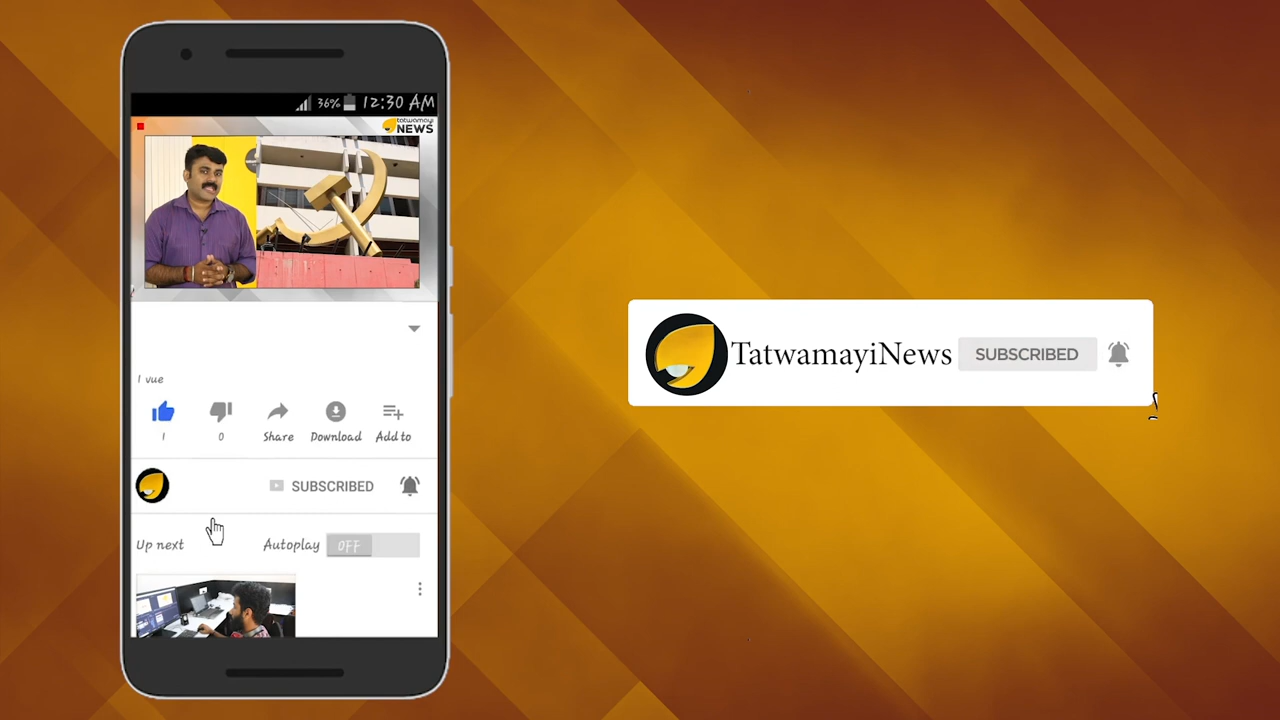 36% 12:30 AM
tatwamayi
NEWS
1 vue
1 0 Share Download Add to
SUBSCRIBED
Up next Autoplay OFF
TatwamayiNews SUBSCRIBED